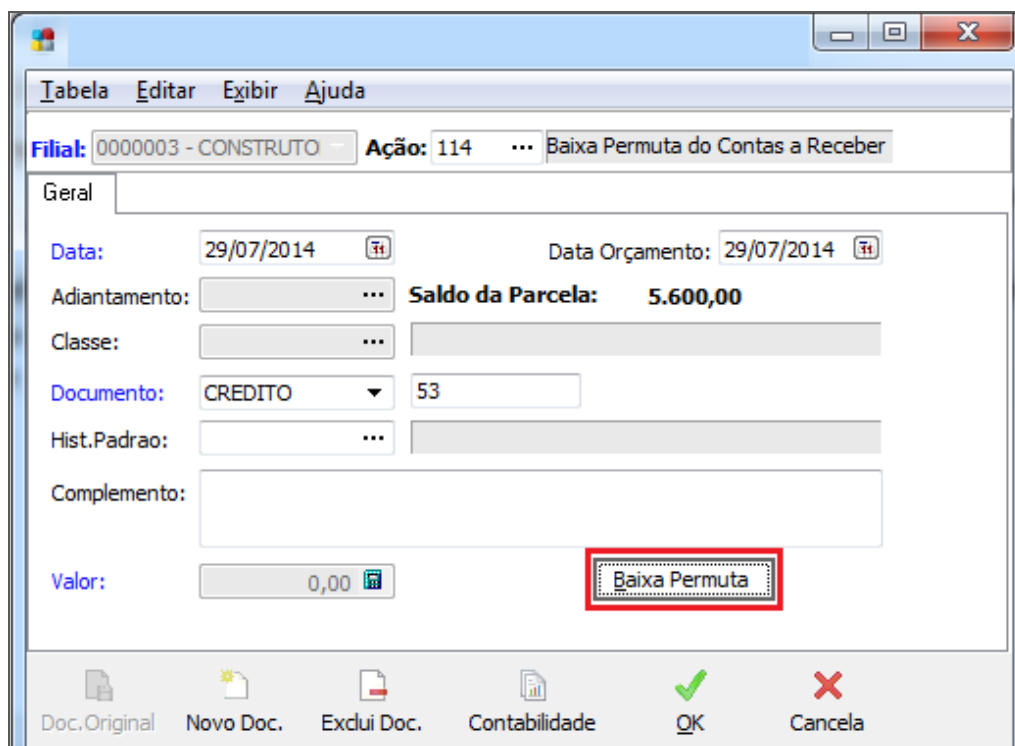 Tabela Editar Exibir Ajuda
Filial: 0000003 - CONSTRUTO Ação: 114 ... Baixa Permuta do Contas a Receber
Geral
Data: 29/07/2014 Data Orçamento: 29/07/2014
Adiantamento: ... Saldo da Parcela: 5.600,00
Classe: ...
Documento: CREDITO 53
Hist.Padrao: ...
Complemento:
Valor: 0,00 Baixa Permuta
Doc.Original Novo Doc. Exclui Doc. Contabilidade OK Cancela